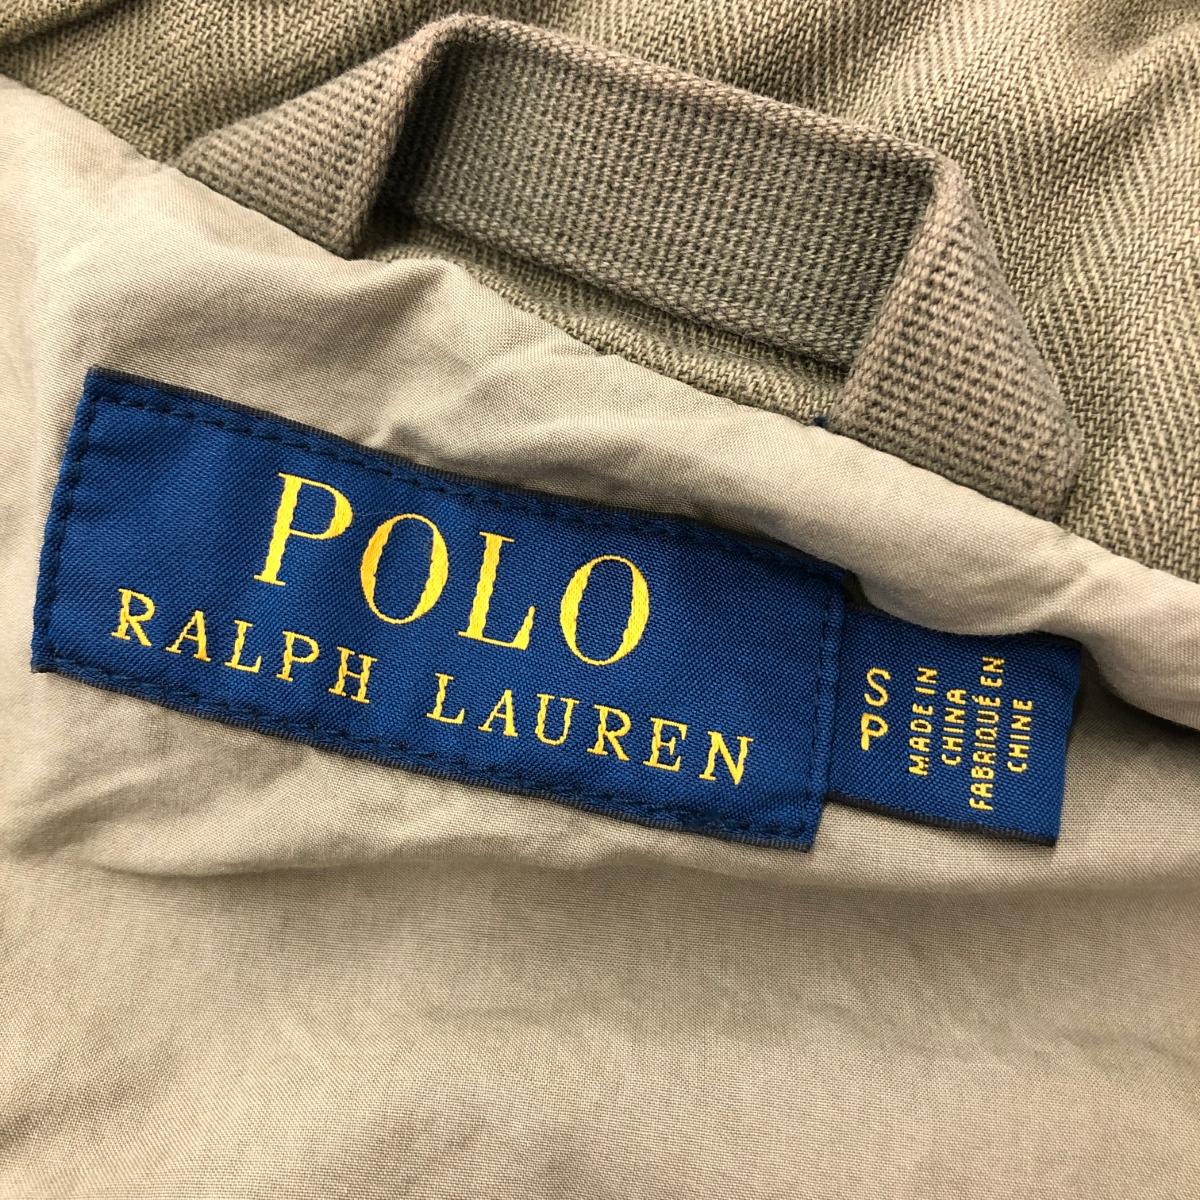 POLO
RALPH LAUREN
S
P
MADE IN
CHINA
FABRIQUÉ EN
CHINE